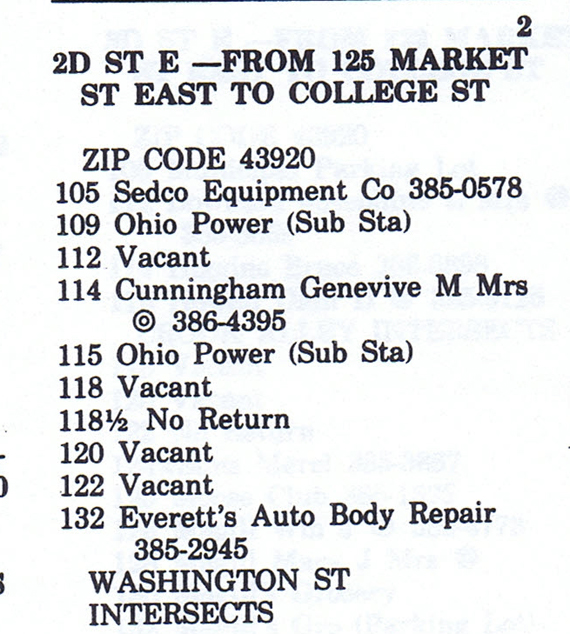 2
2D ST E —FROM 125 MARKET
ST EAST TO COLLEGE ST
ZIP CODE 43920
105 Sedco Equipment Co 385-0578
109 Ohio Power (Sub Sta)
112 Vacant
114 Cunningham Genevive M Mrs
◎ 386-4395
115 Ohio Power (Sub Sta)
118 Vacant
118½ No Return
120 Vacant
122 Vacant
132 Everett's Auto Body Repair
385-2945
WASHINGTON ST
INTERSECTS